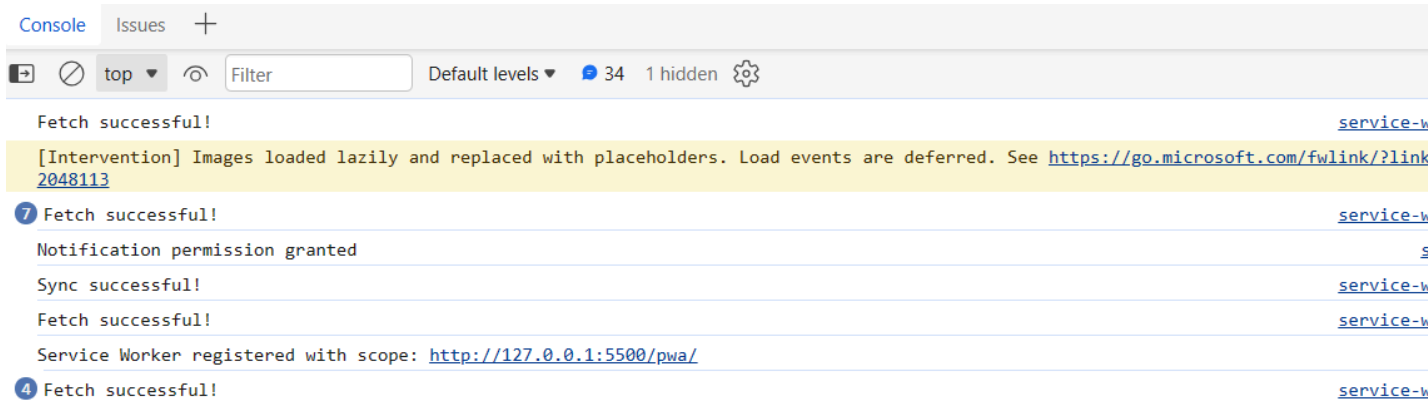 Console Issues
top Filter Default levels 34 1 hidden
Fetch successful! service-w
[Intervention] Images loaded lazily and replaced with placeholders. Load events are deferred. See https://go.microsoft.com/fwlink/?link
2048113
7 Fetch successful! service-w
Notification permission granted s
Sync successful! service-w
Fetch successful! service-w
Service Worker registered with scope: http://127.0.0.1:5500/pwa/
4 Fetch successful! service-w